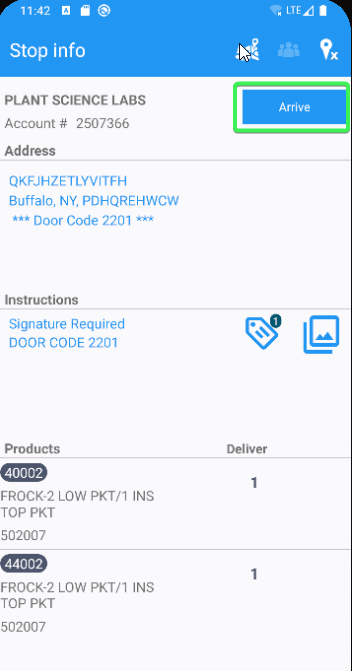 11:42
LTE
Stop info
PLANT SCIENCE LABS
Account # 2507366
Arrive
Address
QKFJHZETLYVITFH
Buffalo, NY, PDHQREHWCW
*** Door Code 2201 ***
Instructions
Signature Required
DOOR CODE 2201
1
Products Deliver
40002
1
FROCK-2 LOW PKT/1 INS
TOP PKT
502007
44002
1
FROCK-2 LOW PKT/1 INS
TOP PKT
502007